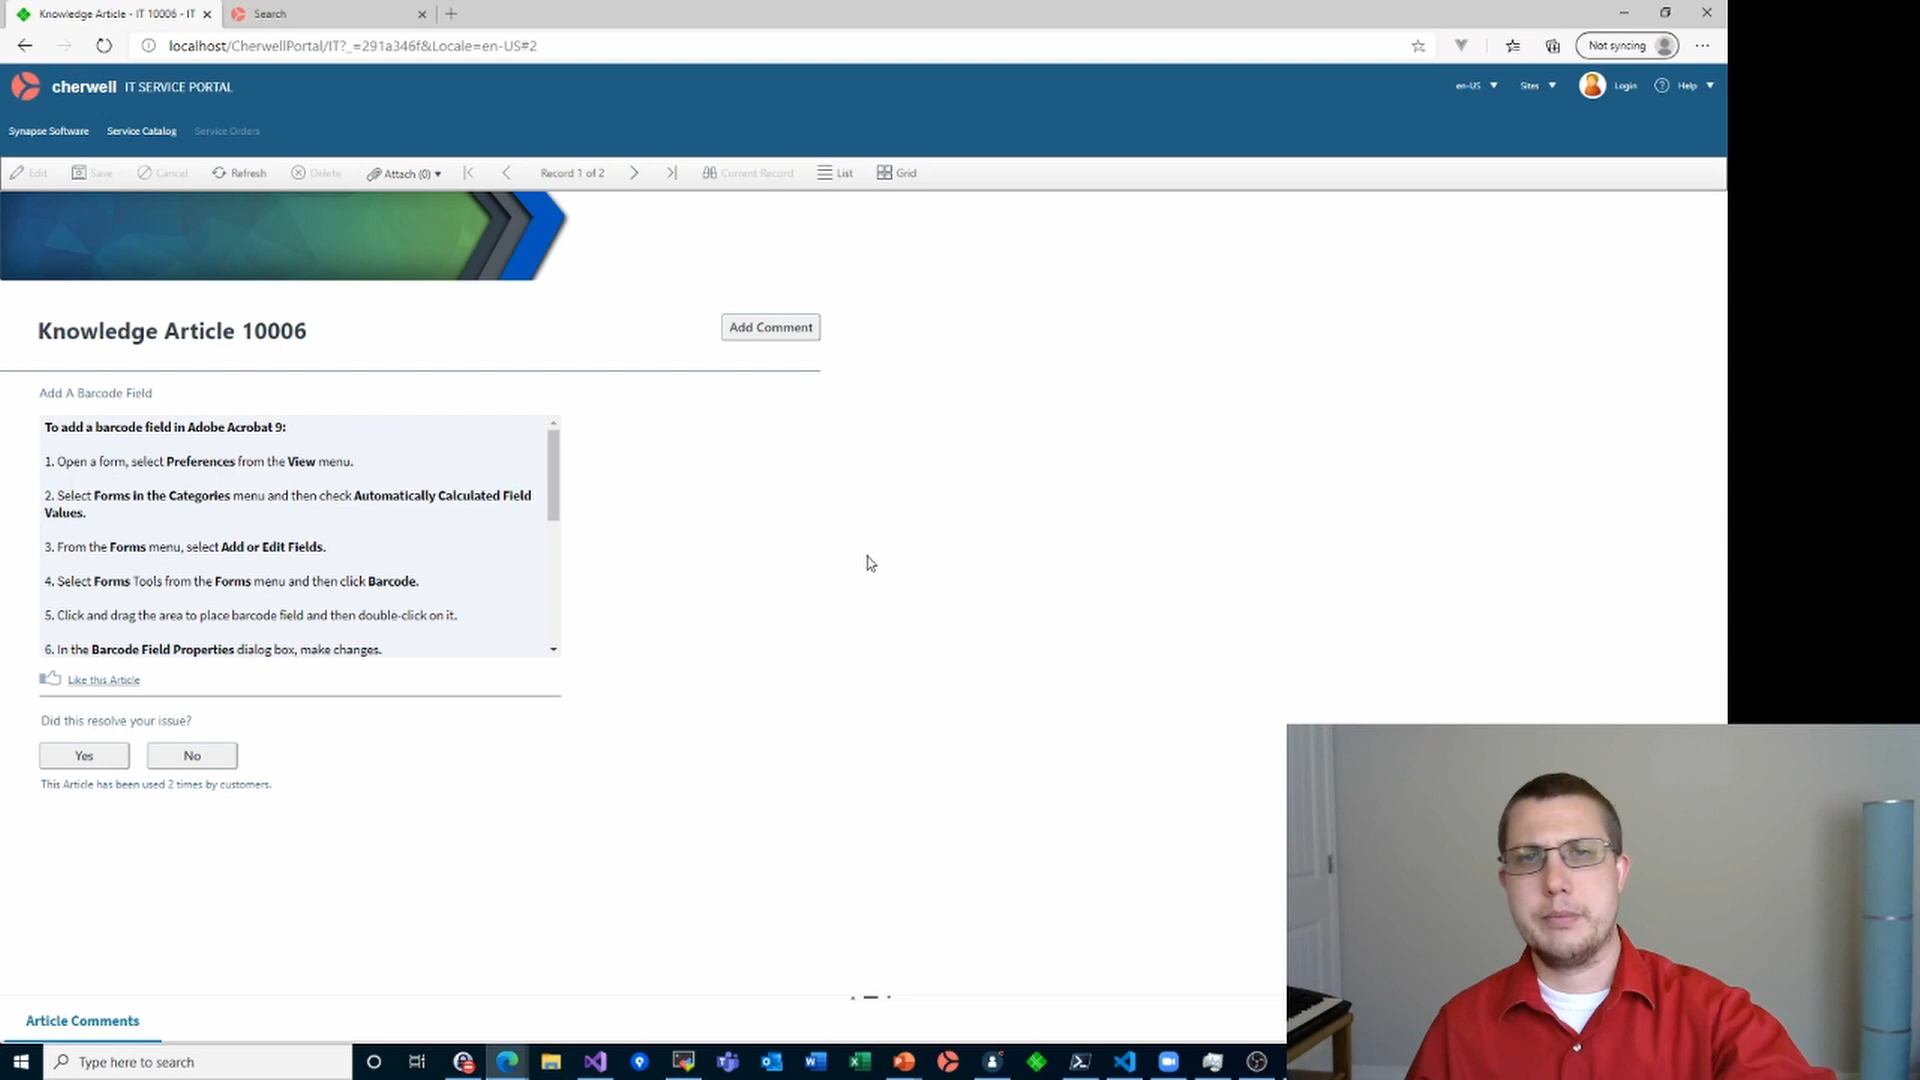 Knowledge Article - IT 10006 - IT
Search
localhost/CherwellPortal/IT?_=291a346f&Locale=en-US#2
Not syncing
cherwell IT SERVICE PORTAL
en-US
Sites
Login
Help
Synapse Software
Service Catalog
Service Orders
Edit
Save
Cancel
Refresh
Delete
Attach (0)
Record 1 of 2
Current Record
List
Grid
Knowledge Article 10006
Add Comment
Add A Barcode Field
To add a barcode field in Adobe Acrobat 9:
1. Open a form, select Preferences from the View menu.
2. Select Forms in the Categories menu and then check Automatically Calculated Field
Values.
3. From the Forms menu, select Add or Edit Fields.
4. Select Forms Tools from the Forms menu and then click Barcode.
5. Click and drag the area to place barcode field and then double-click on it.
6. In the Barcode Field Properties dialog box, make changes.
Like this Article
Did this resolve your issue?
Yes
No
This Article has been used 2 times by customers.
Article Comments
Type here to search